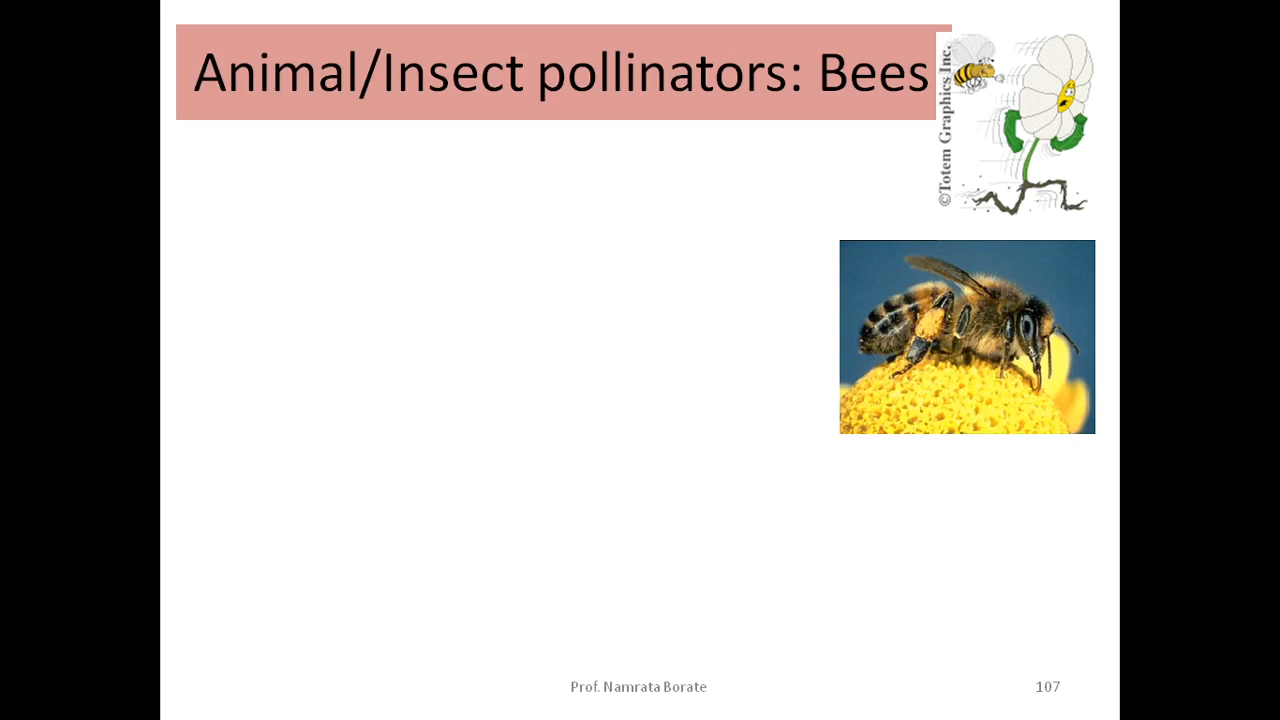 Animal/Insect pollinators: Bees
©Totem Graphics Inc.
Prof. Namrata Borate
107